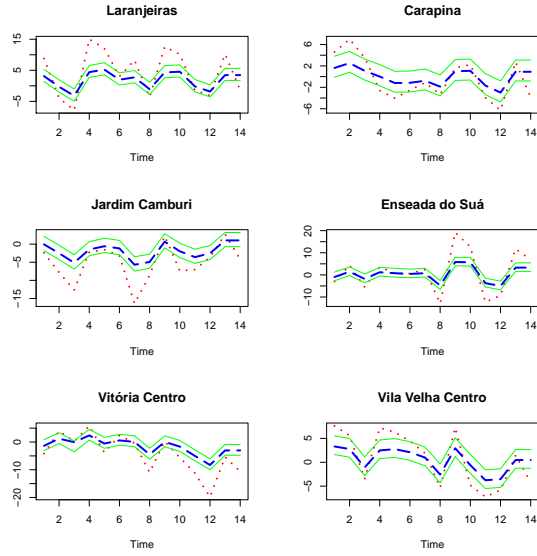 Laranjeiras
15
5
−5
2 4 6 8 10 12 14
Time
Carapina
6
2
−2
−6
2 4 6 8 10 12 14
Time
Jardim Camburi
0
−5
−15
2 4 6 8 10 12 14
Time
Enseada do Suá
20
10
0
−10
2 4 6 8 10 12 14
Time
Vitória Centro
0
−10
−20
2 4 6 8 10 12 14
Time
Vila Velha Centro
5
0
−5
2 4 6 8 10 12 14
Time